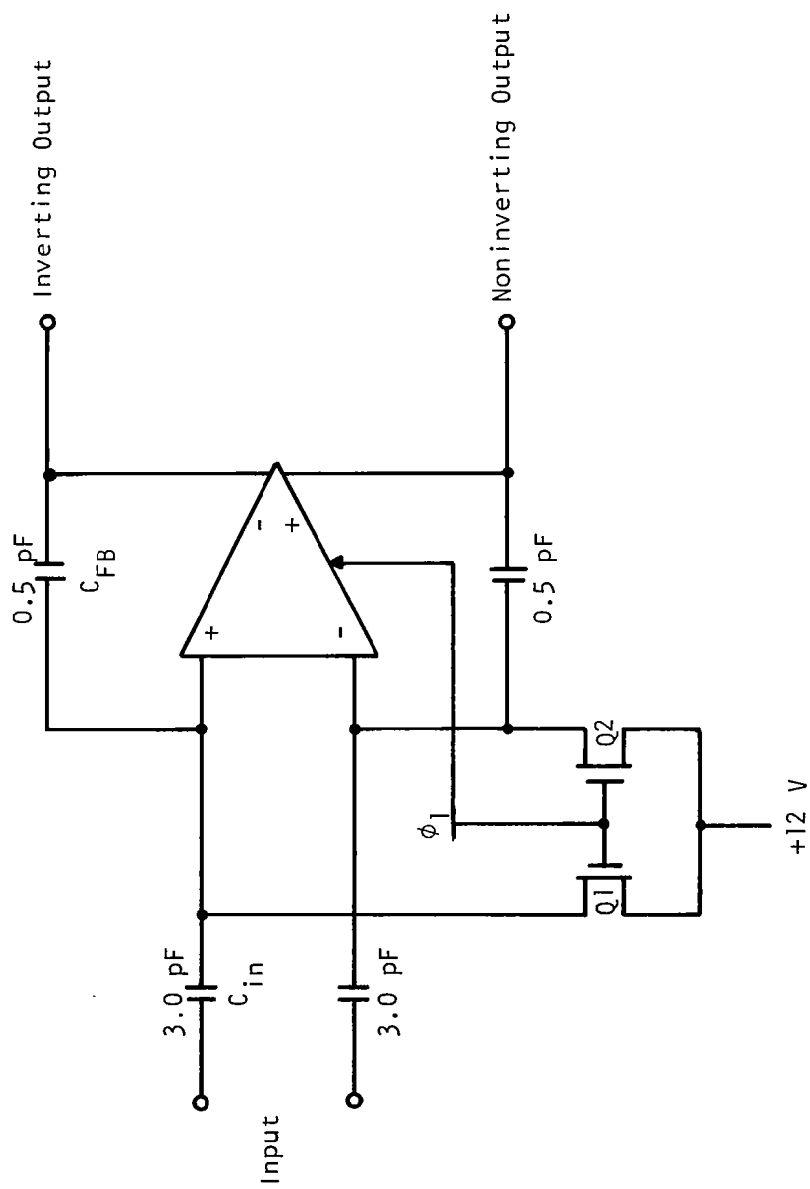 Inverting Output
0.5 pF
C_FB
+
-
-
+
Noninverting Output
3.0 pF
C_in
Input
3.0 pF
0.5 pF
ϕ_1
Q1
Q2
+12 V